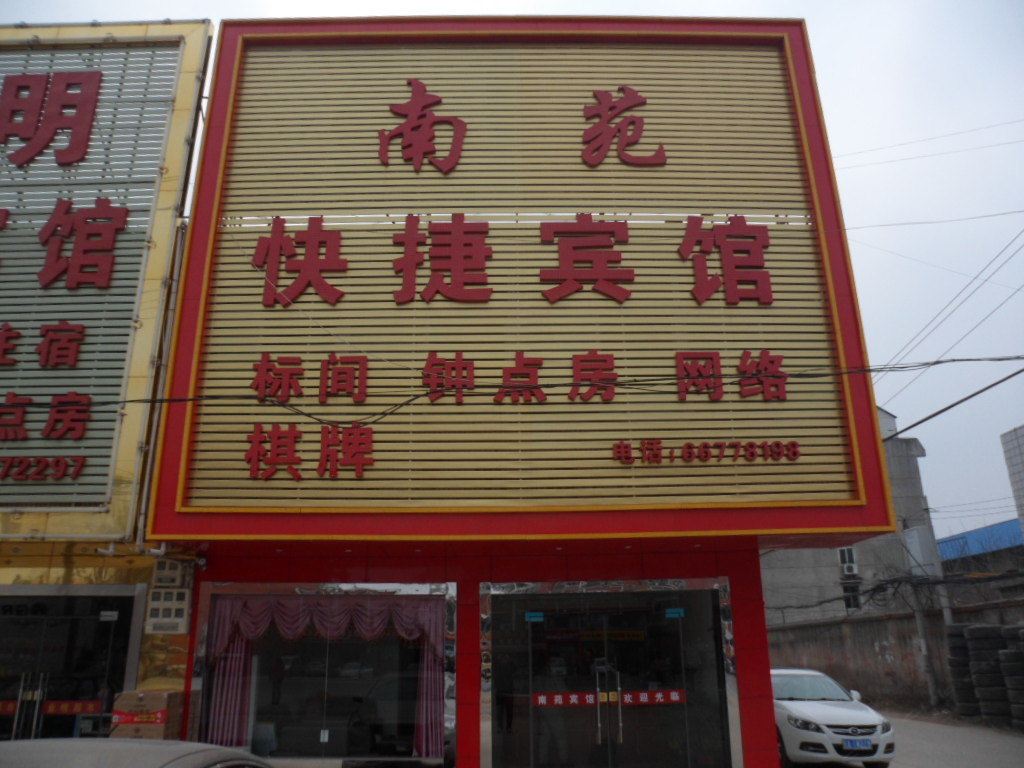 南苑
快捷宾馆
标间 钟点房 网络
棋牌 电话:66778198
明
馆
住宿
点房
72297
南苑宾馆 欢迎光临